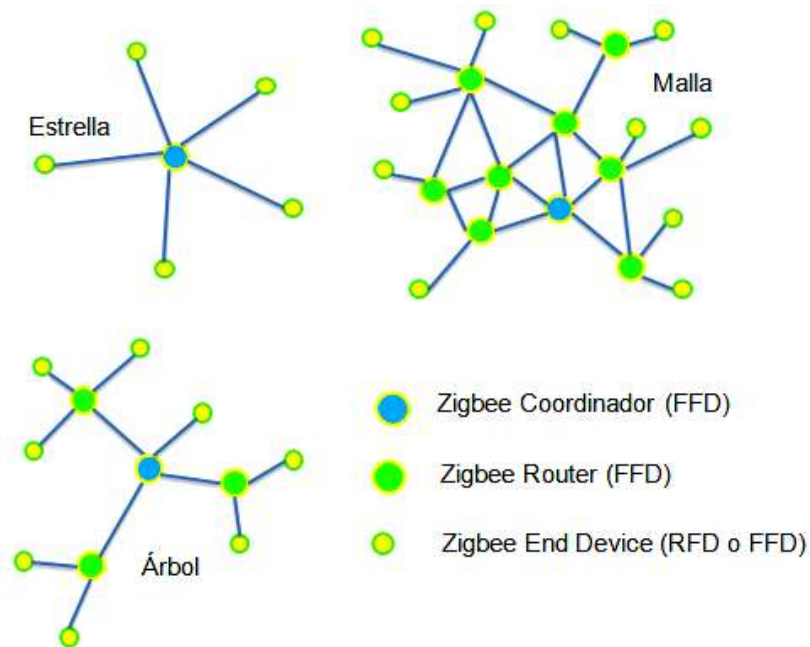 Estrella
Malla
Árbol
Zigbee Coordinador (FFD)
Zigbee Router (FFD)
Zigbee End Device (RFD o FFD)